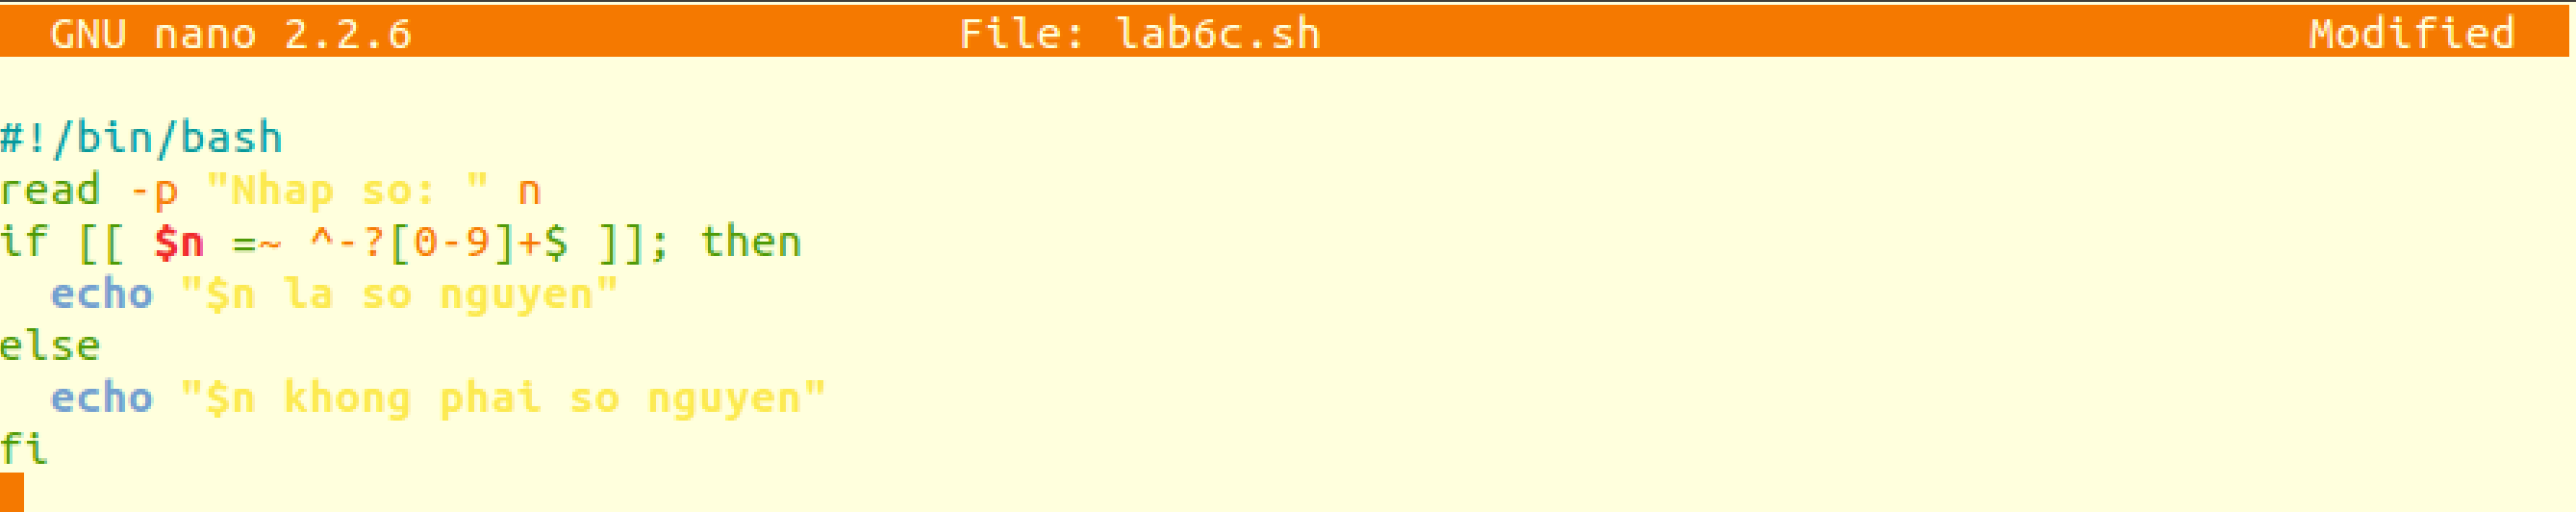 GNU nano 2.2.6 File: lab6c.sh Modified
#!/bin/bash
read -p "Nhap so: " n
if [[ $n =~ ^-?[0-9]+$ ]]; then
  echo "$n la so nguyen"
else
  echo "$n khong phai so nguyen"
fi